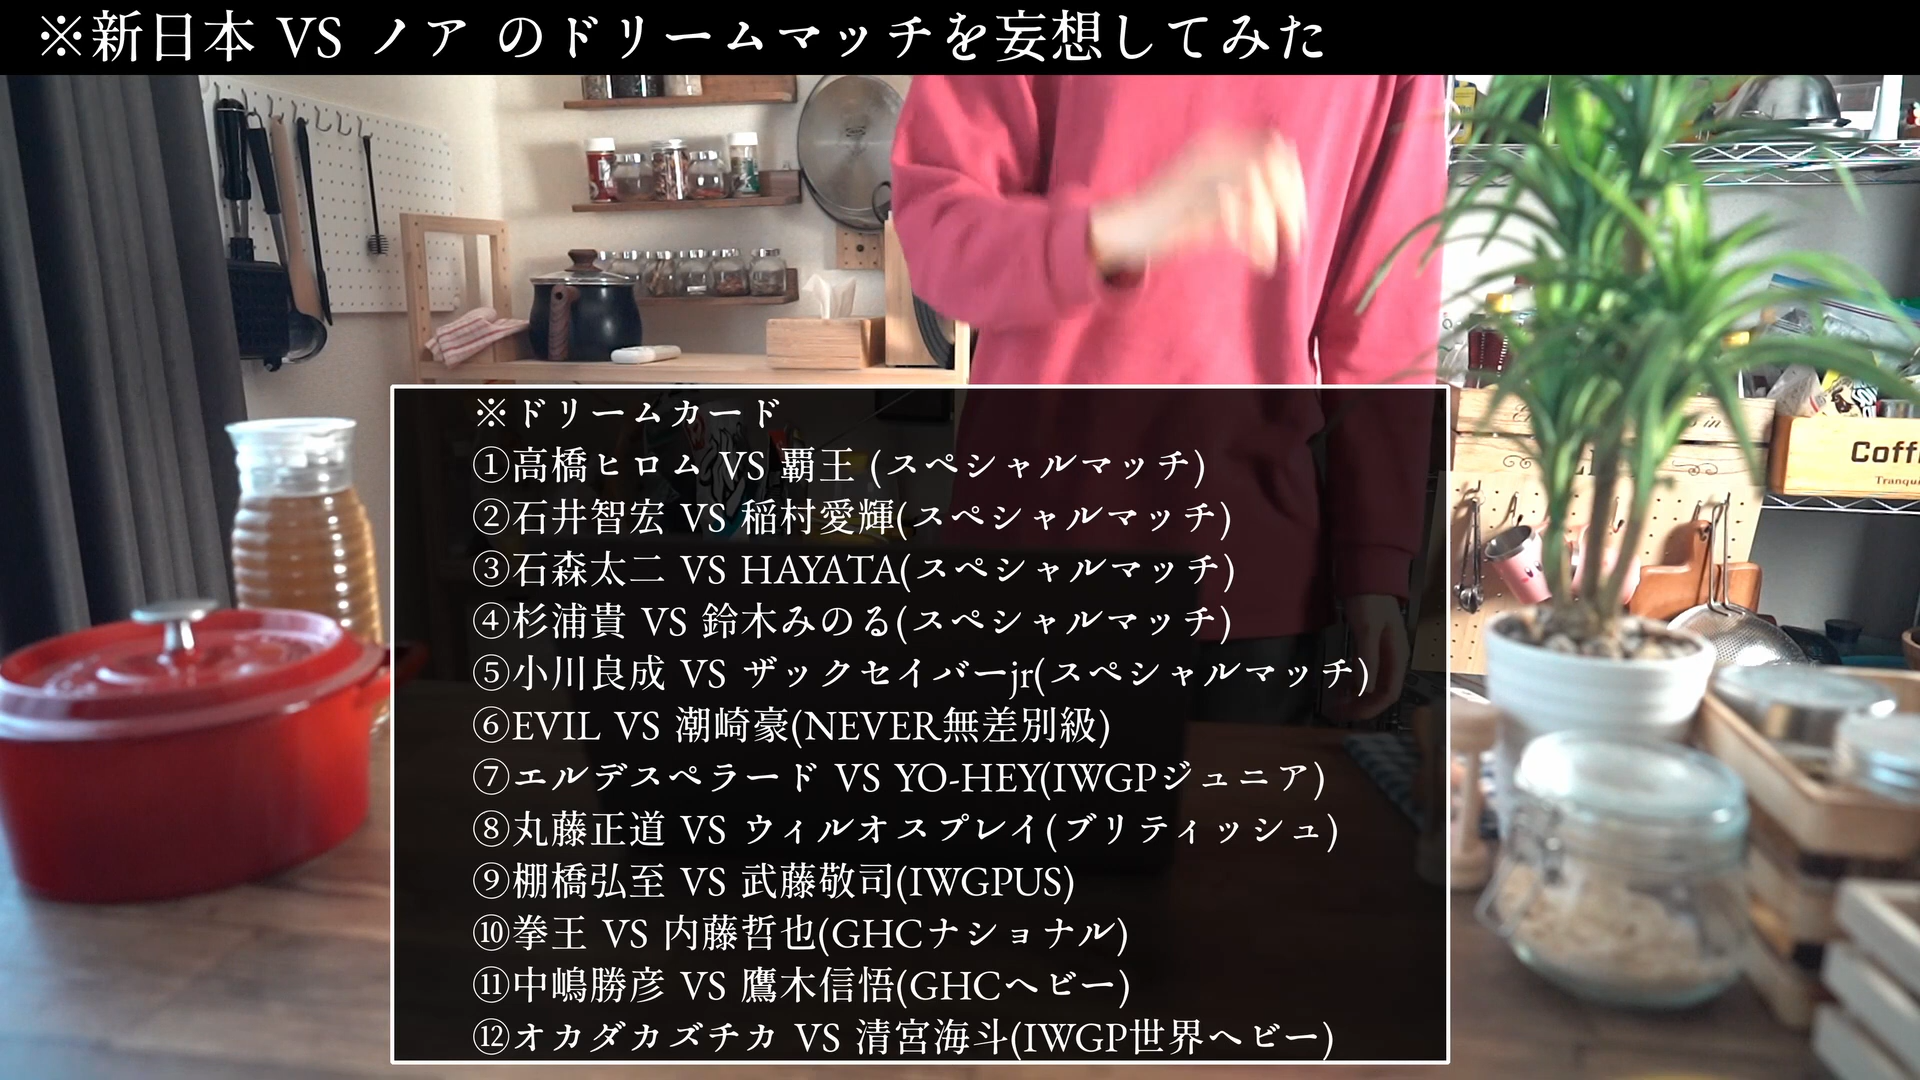 ※新日本 VS ノア のドリームマッチを妄想してみた
※ドリームカード
①高橋ヒロム VS 覇王 (スペシャルマッチ)
②石井智宏 VS 稲村愛輝(スペシャルマッチ)
③石森太二 VS HAYATA(スペシャルマッチ)
④杉浦貴 VS 鈴木みのる(スペシャルマッチ)
⑤小川良成 VS ザックセイバーjr(スペシャルマッチ)
⑥EVIL VS 潮崎豪(NEVER無差別級)
⑦エルデスペラード VS YO-HEY(IWGPジュニア)
⑧丸藤正道 VS ウィルオスプレイ(ブリティッシュ)
⑨棚橋弘至 VS 武藤敬司(IWGPUS)
⑩拳王 VS 内藤哲也(GHCナショナル)
⑪中嶋勝彦 VS 鷹木信悟(GHCヘビー)
⑫オカダカズチカ VS 清宮海斗(IWGP世界ヘビー)
Coff